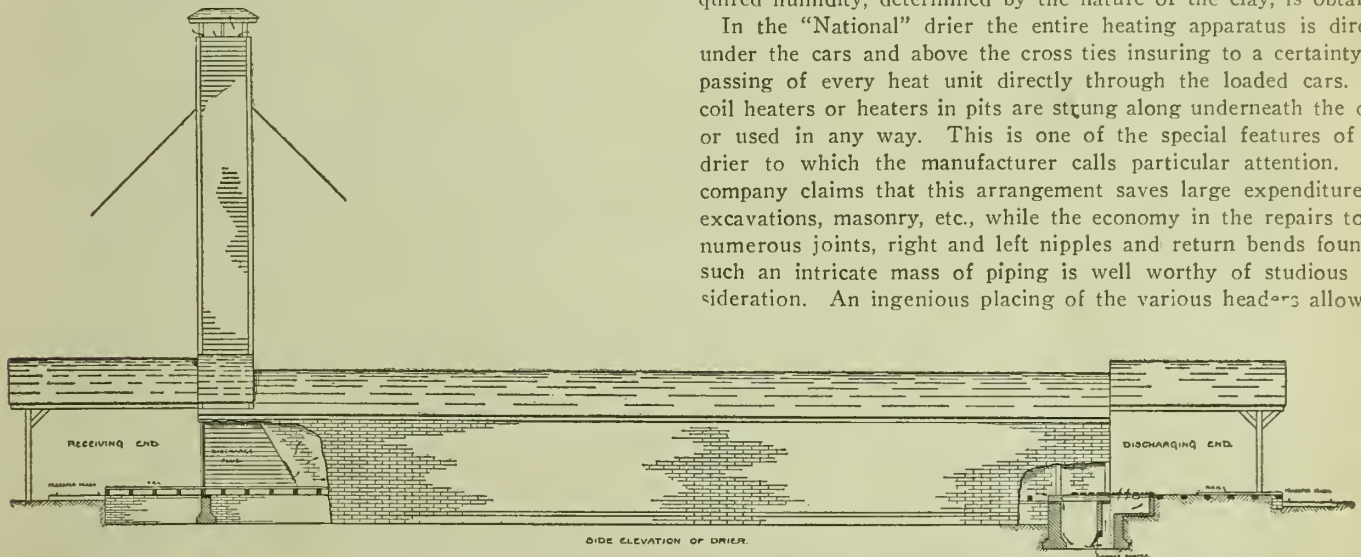 quired humidity, determined by the nature of the clay, is obta
In the “National” drier the entire heating apparatus is dire
under the cars and above the cross ties insuring to a certainty
passing of every heat unit directly through the loaded cars.
coil heaters or heaters in pits are strung along underneath the c
or used in any way. This is one of the special features of
drier to which the manufacturer calls particular attention.
company claims that this arrangement saves large expenditure
excavations, masonry, etc., while the economy in the repairs to
numerous joints, right and left nipples and return bends foun
such an intricate mass of piping is well worthy of studious
sideration. An ingenious placing of the various headers allow
RECEIVING END
DISCHARGE
FLUE
DISCHARGING END.
RAIL
SIDE ELEVATION OF DRIER.